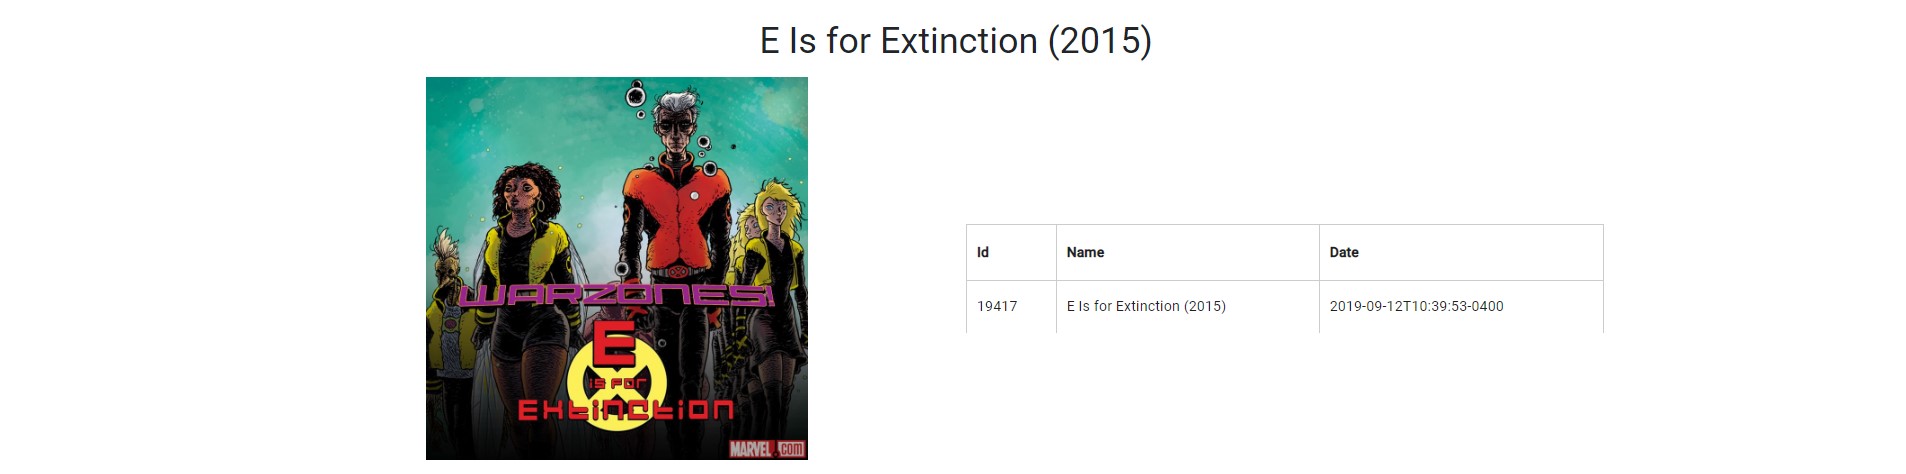 E Is for Extinction (2015)
WARZONES!
E
is for
Extinction
MARVEL.com
Id Name Date
19417 E Is for Extinction (2015) 2019-09-12T10:39:53-0400